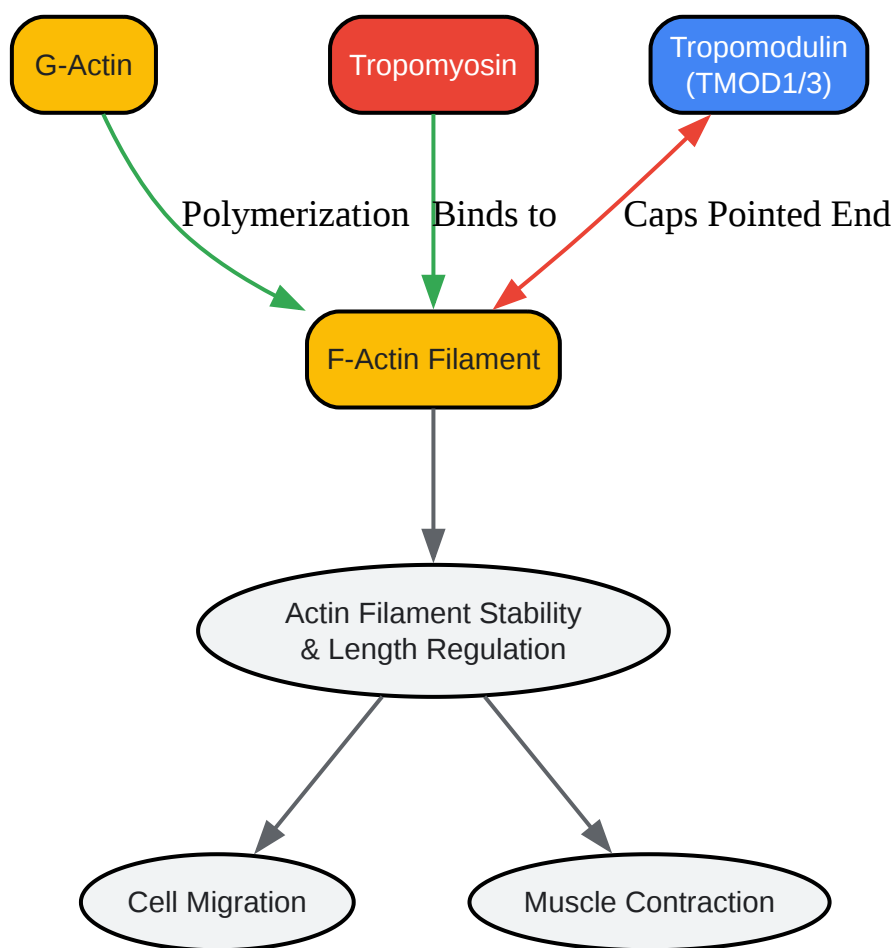 G-Actin
Tropomyosin
Tropomodulin
(TMOD1/3)
Polymerization
Binds to
Caps Pointed End
F-Actin Filament
Actin Filament Stability
& Length Regulation
Cell Migration
Muscle Contraction